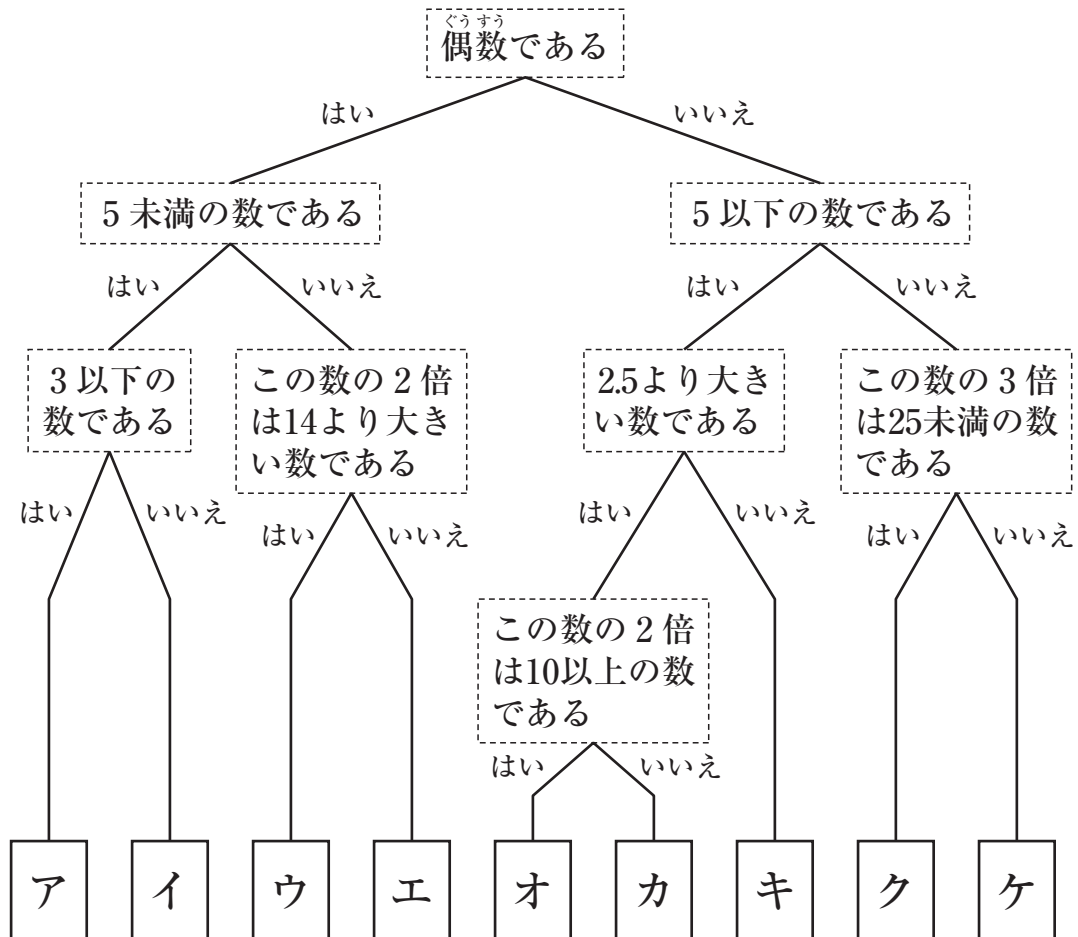 ぐうすう
偶数である
はい
いいえ
5未満の数である
5以下の数である
はい
いいえ
はい
いいえ
3以下の
数である
この数の2倍
は14より大き
い数である
2.5より大き
い数である
この数の3倍
は25未満の数
である
はい
いいえ
はい
いいえ
はい
いいえ
はい
いいえ
この数の2倍
は10以上の数
である
はい
いいえ
ア
イ
ウ
エ
オ
カ
キ
ク
ケ